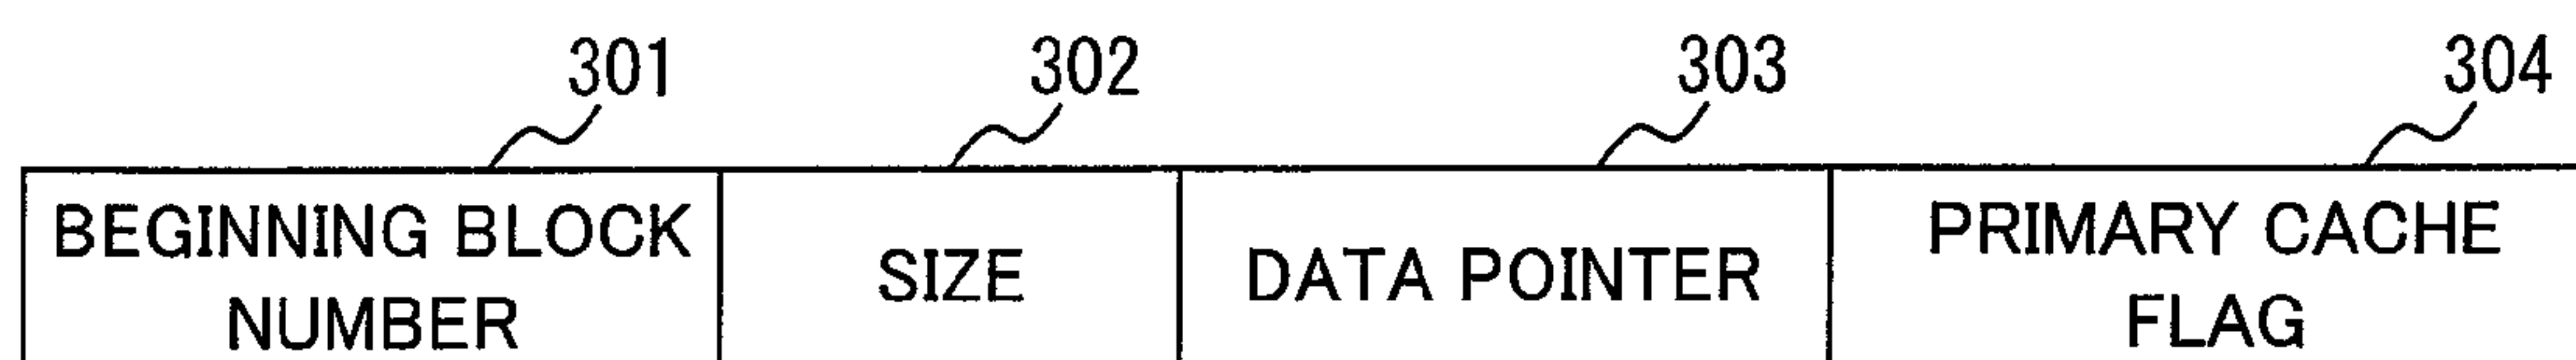 301 302 303 304
BEGINNING BLOCK NUMBER
SIZE
DATA POINTER
PRIMARY CACHE FLAG